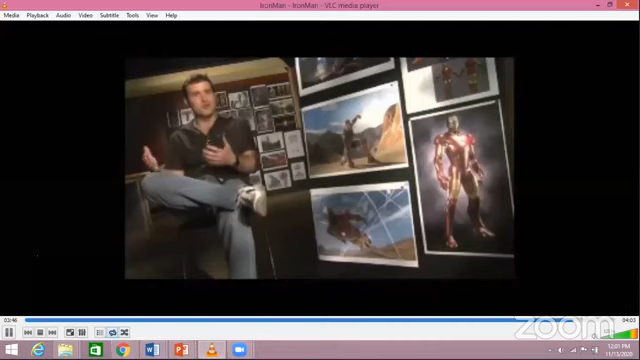 IronMan - IronMan - VLC media player
Media Playback Audio Video Subtitle Tools View Help
03:46
04:03
zoom
12:01 PM
11/13/2020